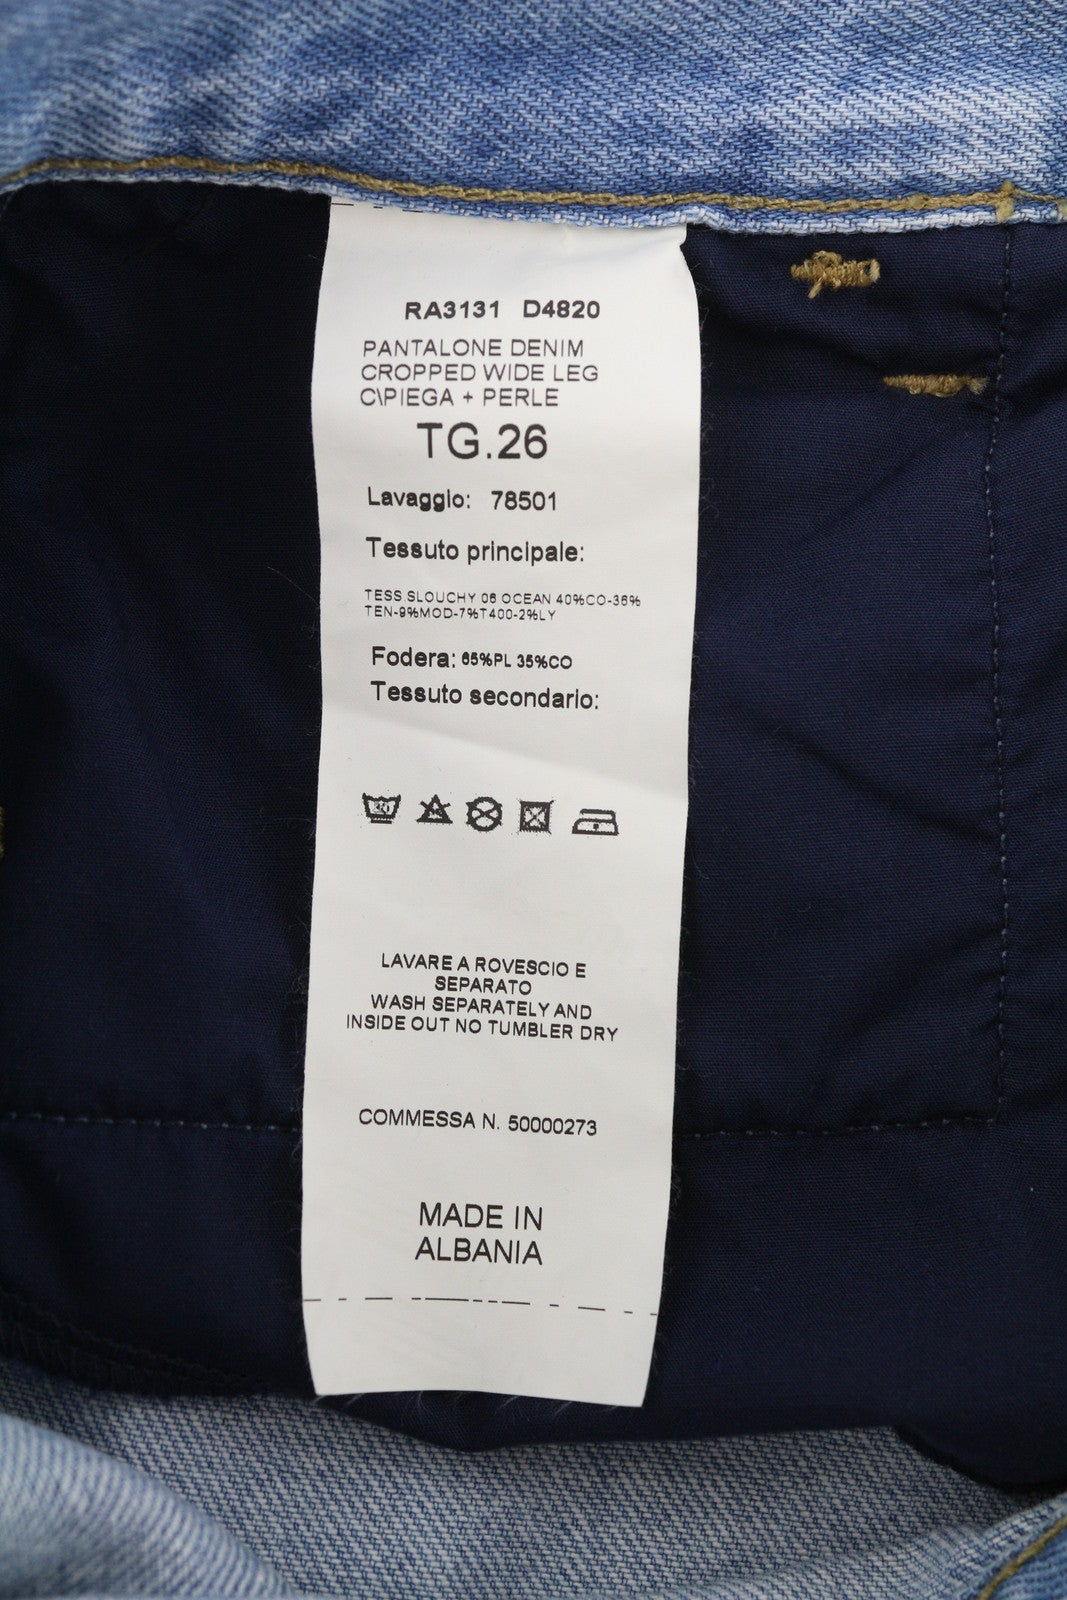 RA3131 D4820
PANTALONE DENIM
CROPPED WIDE LEG
C\PIEGA + PERLE
TG.26
Lavaggio: 78501
Tessuto principale:
TESS.SLOUCHY 06 OCEAN 40%CO-36%
TEN-9%MOD-7%T400-2%LY
Fodera: 65%PL 35%CO
Tessuto secondario:
LAVARE A ROVESCIO E
SEPARATO
WASH SEPARATELY AND
INSIDE OUT NO TUMBLER DRY
COMMESSA N. 50000273
MADE IN
ALBANIA